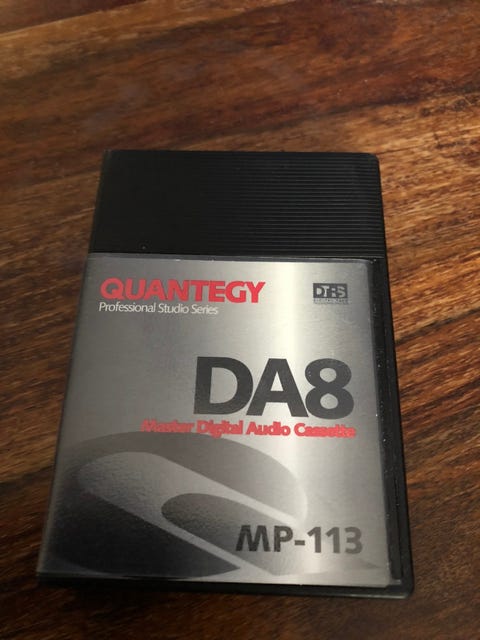 QUANTEGY
Professional Studio Series
DTRS
DA8
Master Digital Audio Cassette
MP-113